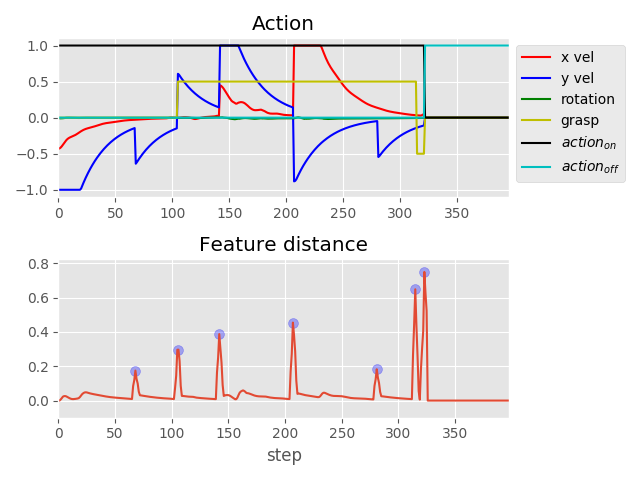 Action
1.0
0.5
0.0
−0.5
−1.0
0 50 100 150 200 250 300 350
x vel
y vel
rotation
grasp
action_on
action_off
Feature distance
0.8
0.6
0.4
0.2
0.0
0 50 100 150 200 250 300 350
step